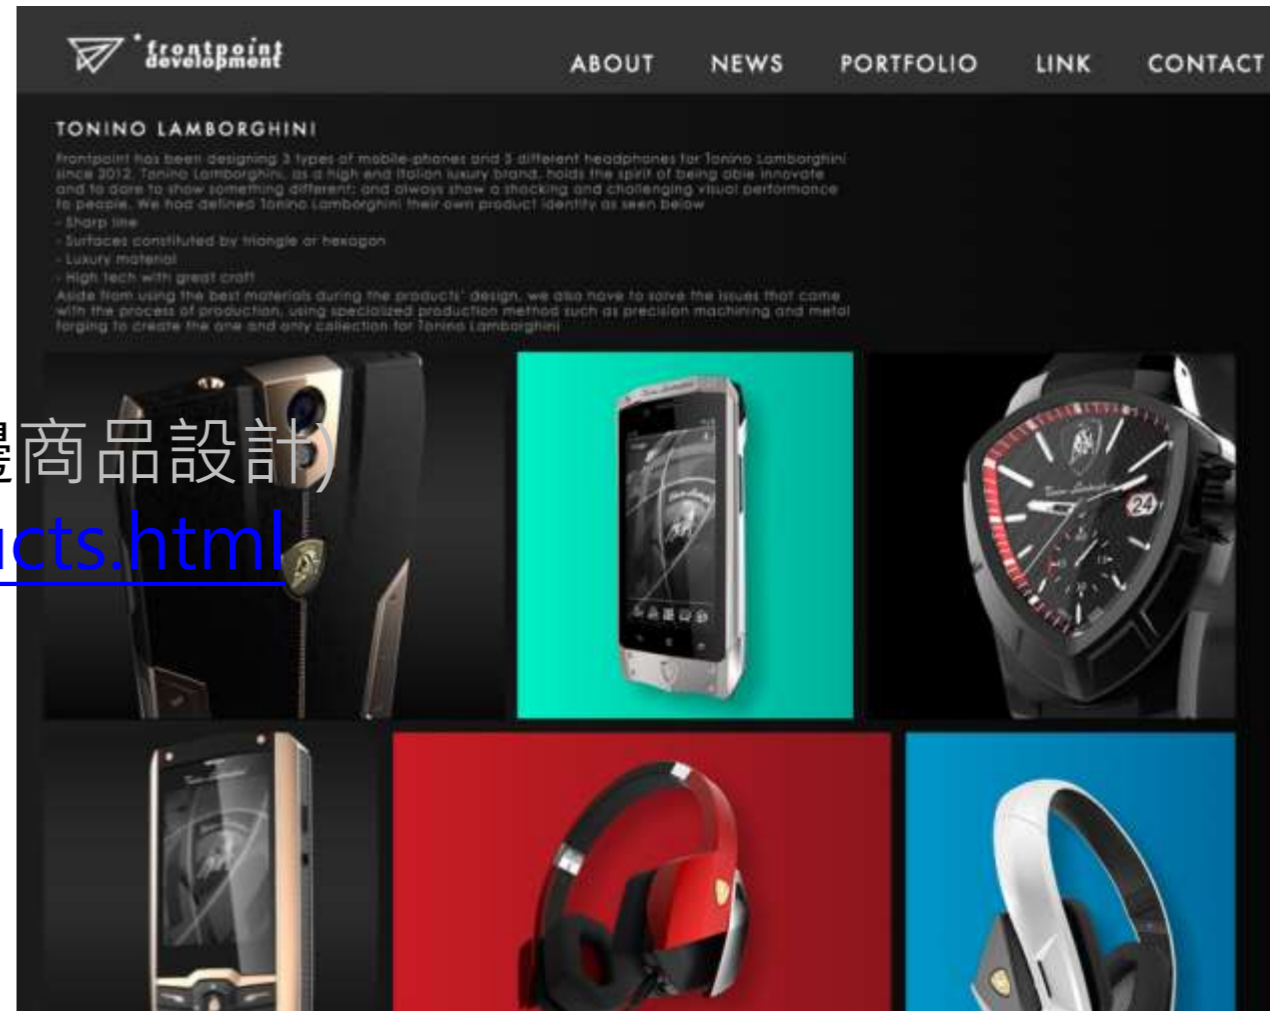 frontpoint
development
ABOUT NEWS PORTFOLIO LINK CONTACT
TONINO LAMBORGHINI
Frontpoint has been designing 3 types of mobile-phones and 3 different headphones for Tonino Lamborghini
since 2012. Tonino Lamborghini, as a high end Italian luxury brand, holds the spirit of being able innovate
and to dare to show something different; and always show a shocking and challenging visual performance
to people. We had defined Tonino Lamborghini their own product identity as seen below
- Sharp line
- Surfaces constituted by triangle or hexagon
- Luxury material
- High tech with great craft
Aside from using the best materials during the products' design, we also have to solve the issues that came
with the process of production, using specialized production method such as precision machining and metal
forging to create the one and only collection for Tonino Lamborghini
邊商品設計)
ucts.html
Tonino Lamborghini
24